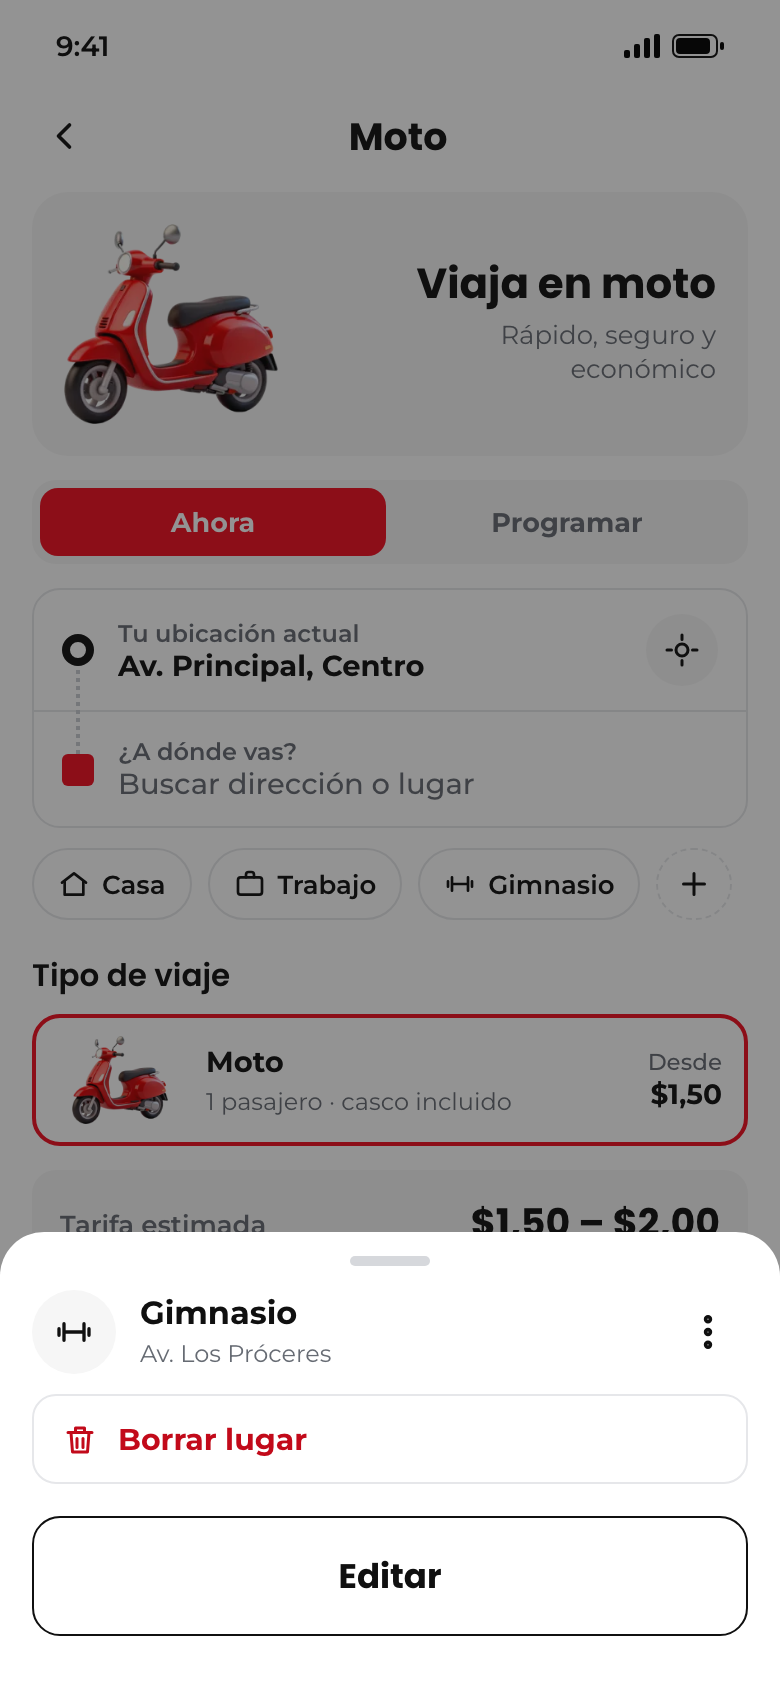 9:41
Moto
Viaja en moto
Rápido, seguro y
económico
Ahora
Programar
Tu ubicación actual
Av. Principal, Centro
¿A dónde vas?
Buscar dirección o lugar
Casa
Trabajo
Gimnasio
Tipo de viaje
Moto
1 pasajero · casco incluido
Desde
$1,50
Tarifa estimada
$1,50 – $2,00
Gimnasio
Av. Los Próceres
Borrar lugar
Editar